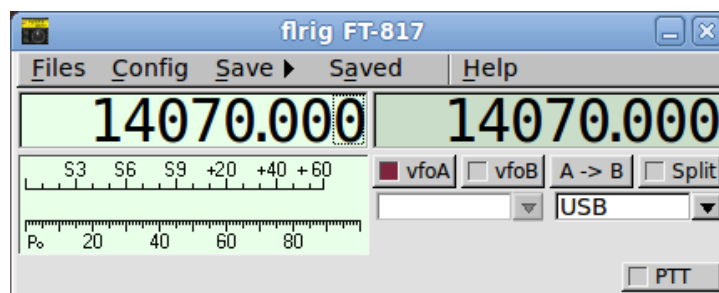 flrig FT-817
Files Config Save Saved Help
14070.000 14070.000
S3 S6 S9 +20 +40 +60
vfoA vfoB A -> B Split
USB
Po 20 40 60 80
PTT